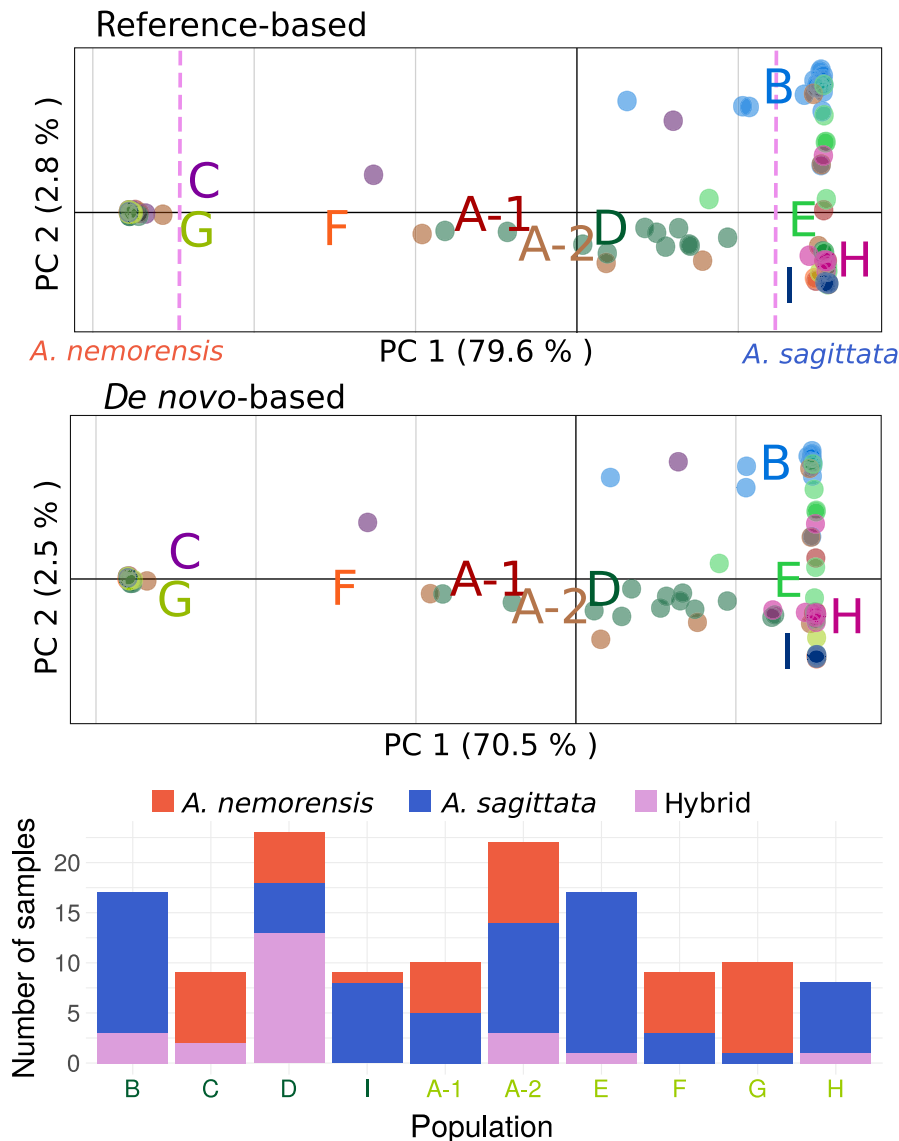 Reference-based
PC 2 (2.8 % )
B
C
G
F
A-1
A-2
D
E
H
I
A. nemorensis
PC 1 (79.6 % )
A. sagittata
De novo-based
PC 2 (2.5 % )
B
C
G
F
A-1
A-2
D
E
H
I
PC 1 (70.5 % )
A. nemorensis A. sagittata Hybrid
Number of samples
20
15
10
5
0
B C D I A-1 A-2 E F G H
Population